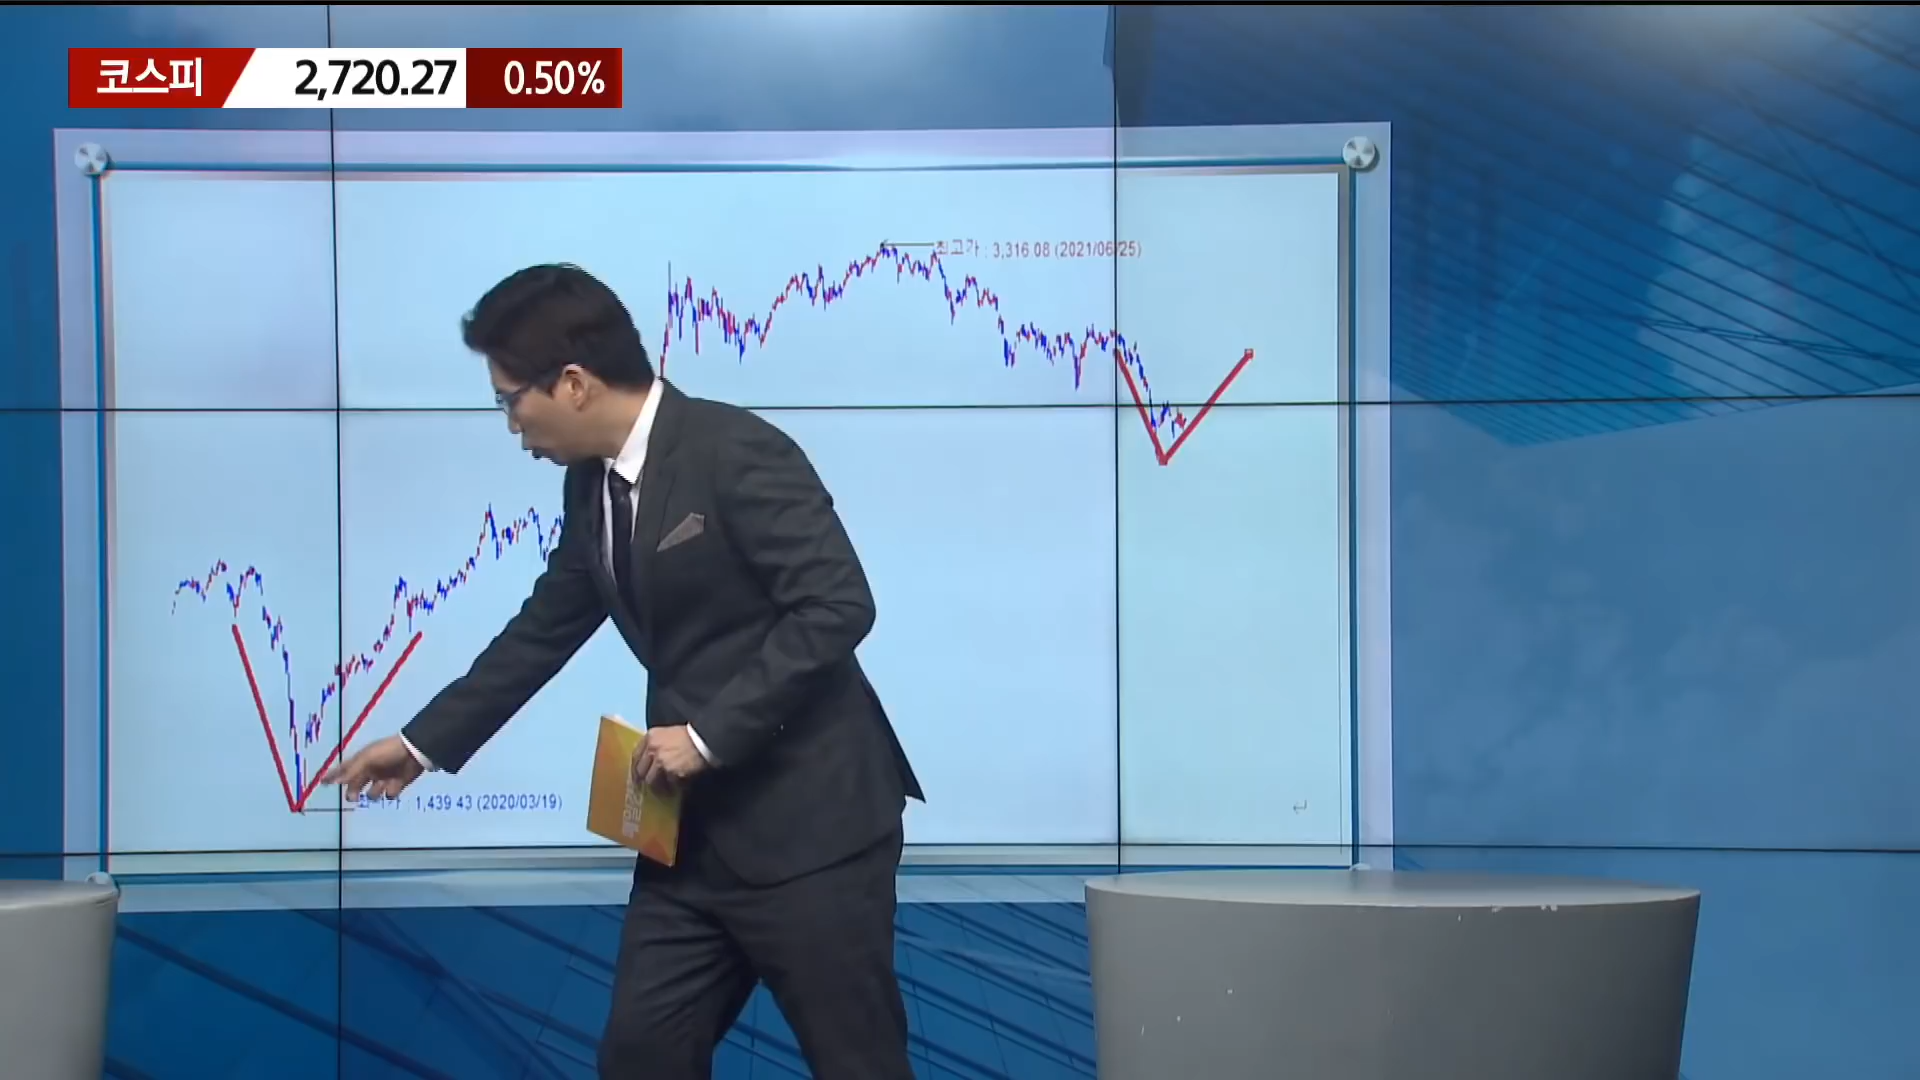 코스피 2,720.27 0.50%
최고가 : 3,316.08 (2021/06/25)
: 1,439.43 (2020/03/19)